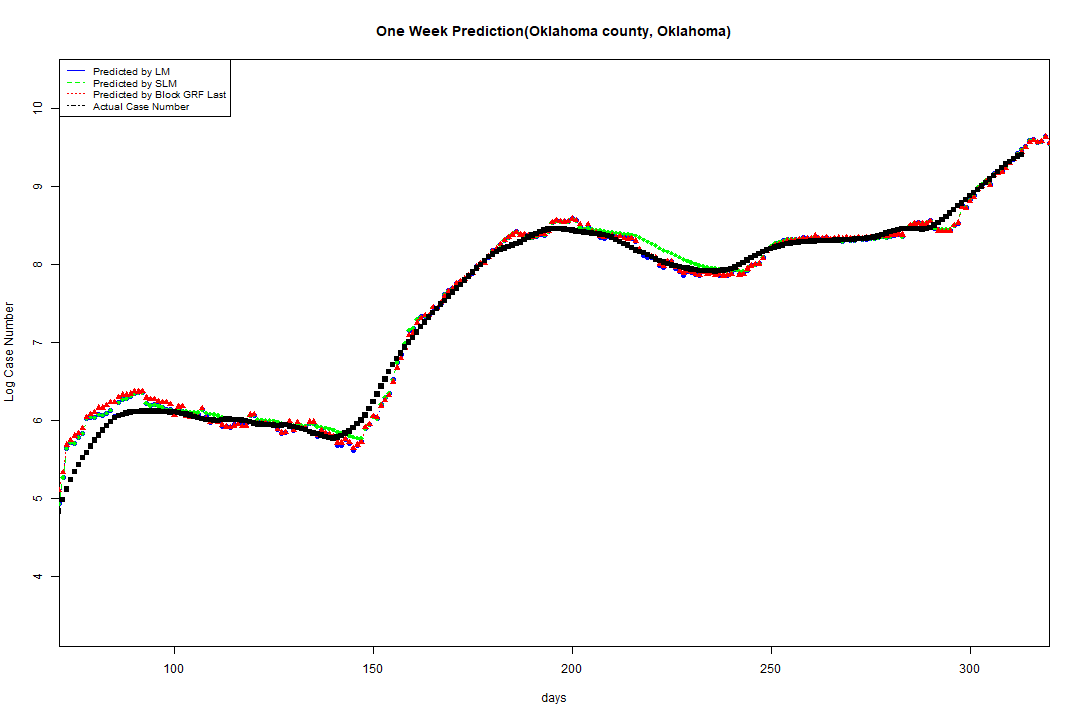 One Week Prediction(Oklahoma county, Oklahoma)
Predicted by LM
Predicted by SLM
Predicted by Block GRF Last
Actual Case Number
10
9
8
7
6
5
4
Log Case Number
100 150 200 250 300
days